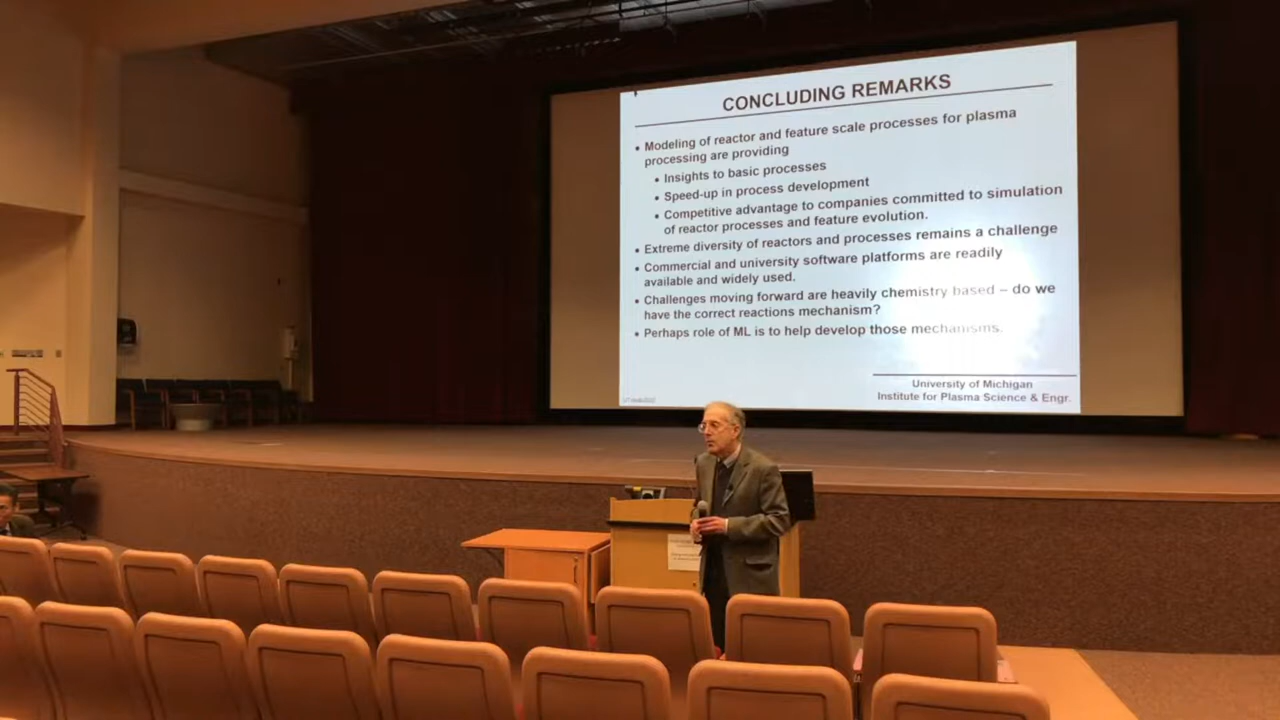 CONCLUDING REMARKS
• Modeling of reactor and feature scale processes for plasma
processing are providing
• Insights to basic processes
• Speed-up in process development
• Competitive advantage to companies committed to simulation
of reactor processes and feature evolution.
• Extreme diversity of reactors and processes remains a challenge
• Commercial and university software platforms are readily
available and widely used.
• Challenges moving forward are heavily chemistry based – do we
have the correct reactions mechanism?
• Perhaps role of ML is to help develop those mechanisms.
University of Michigan
Institute for Plasma Science & Engr.